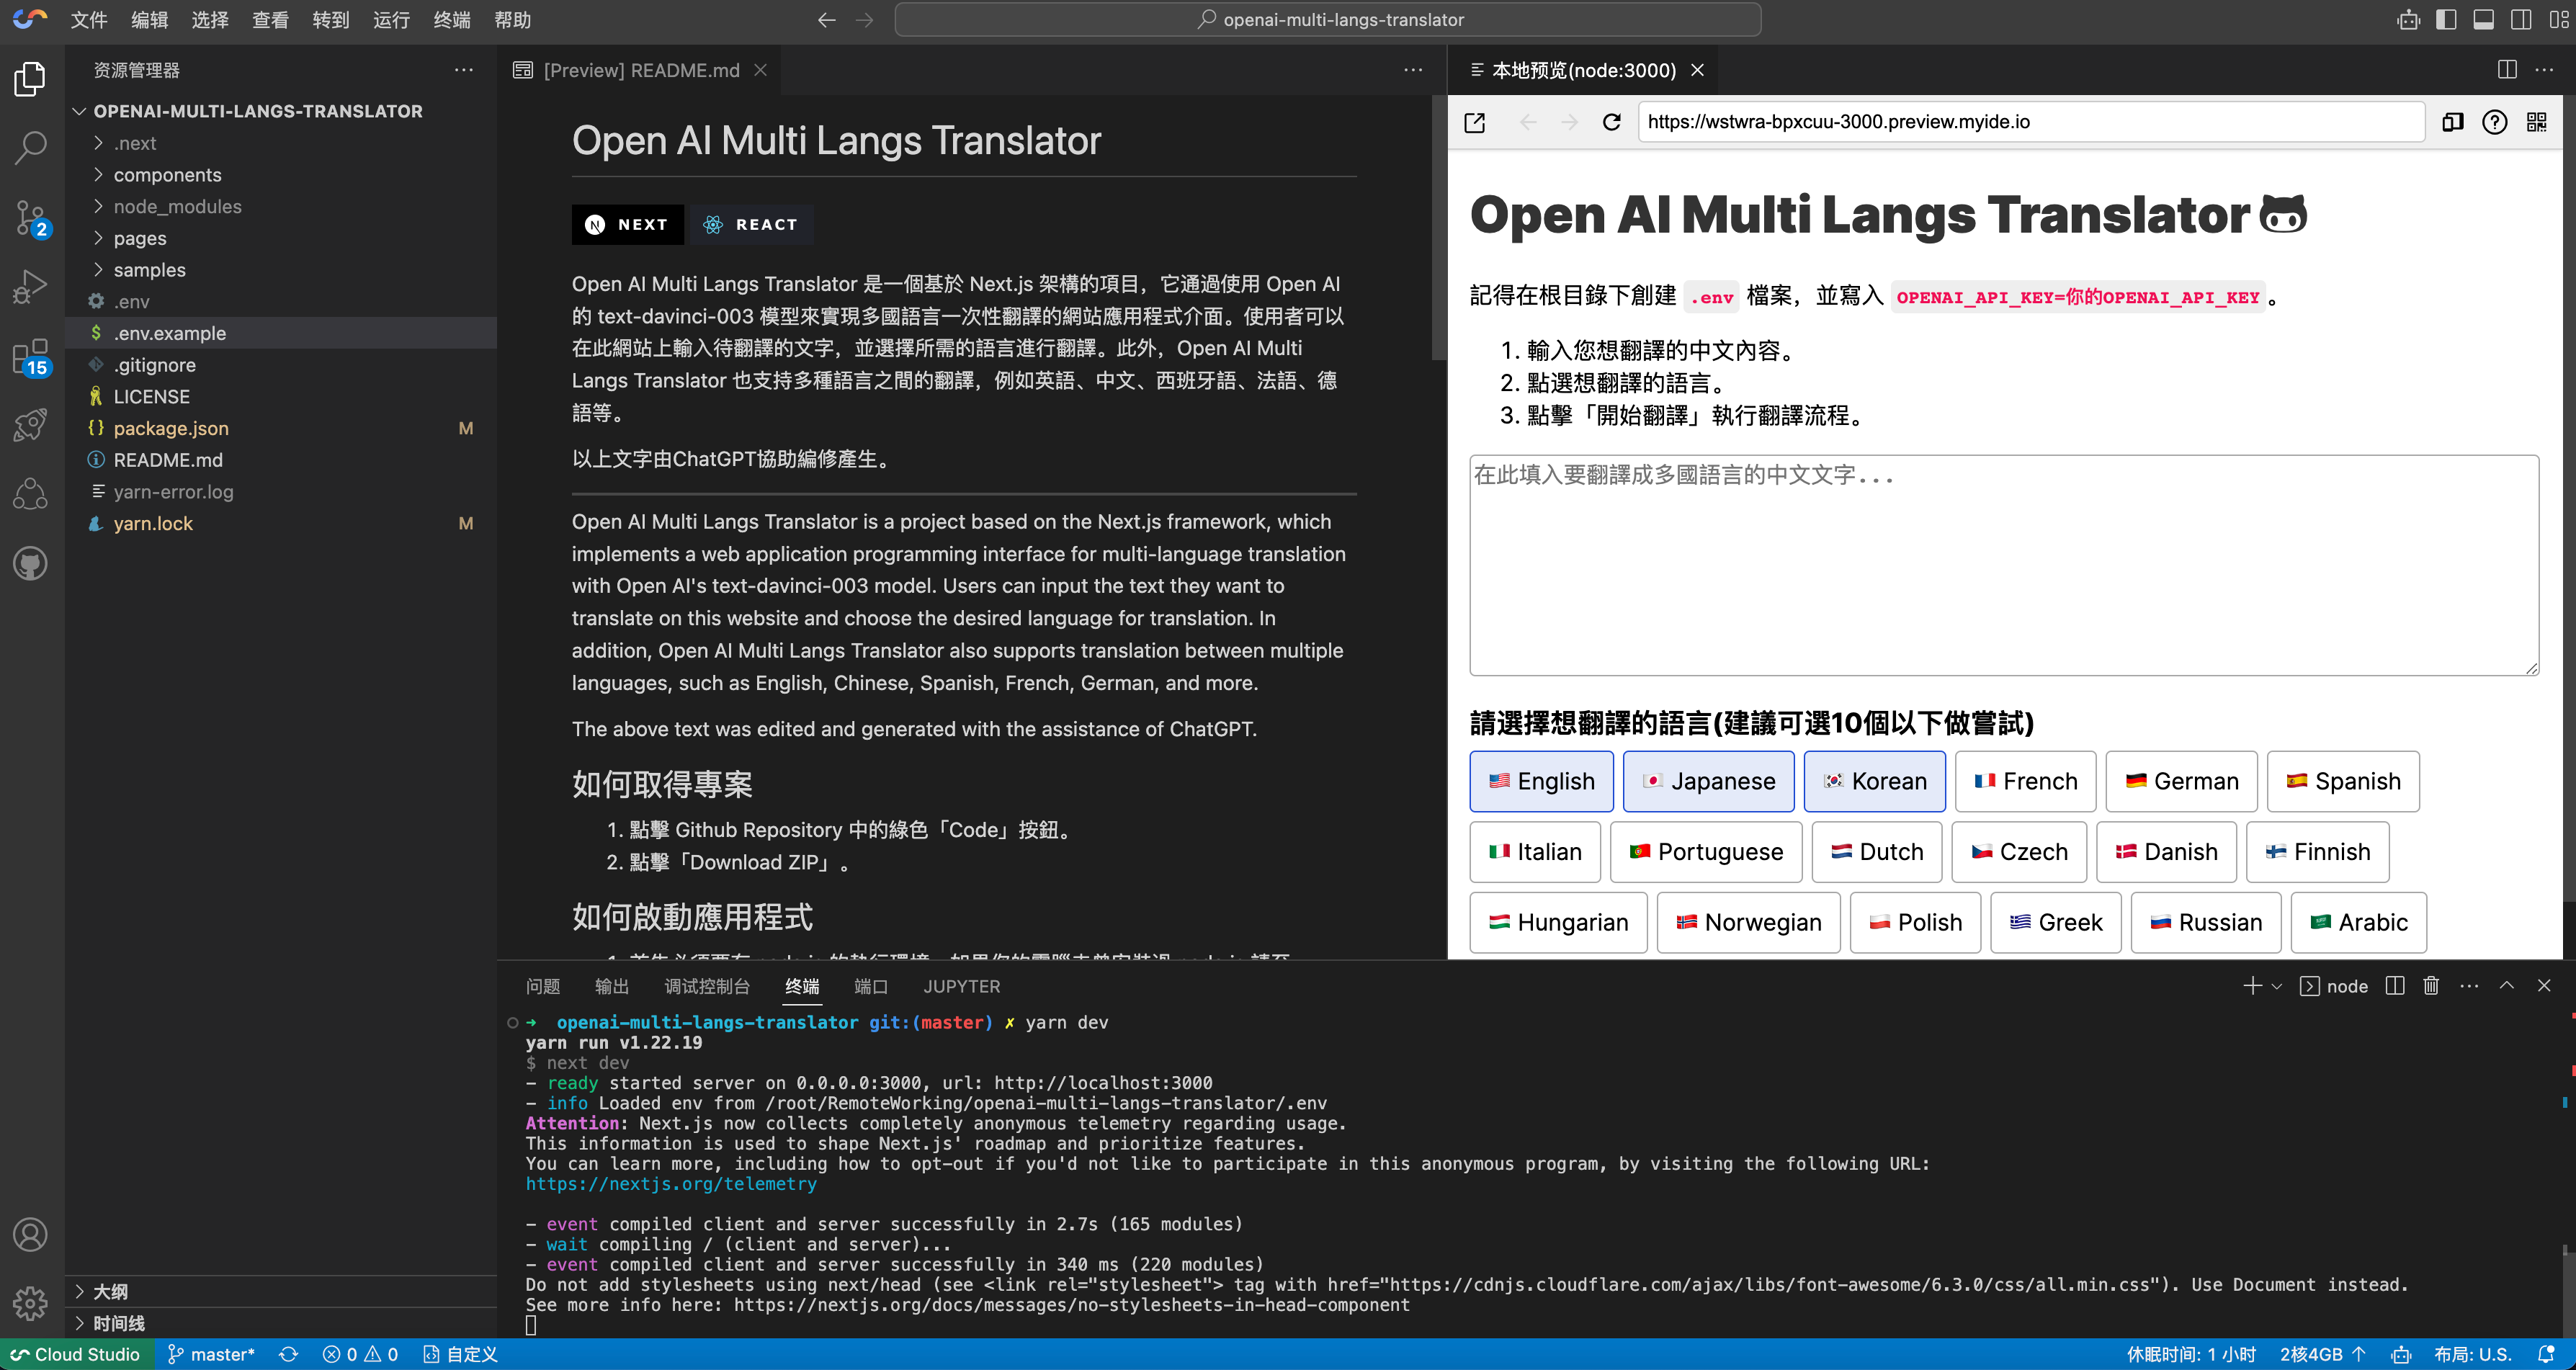 文件 编辑 选择 查看 转到 运行 终端 帮助
openai-multi-langs-translator
资源管理器
OPENAI-MULTI-LANGS-TRANSLATOR
.next
components
node_modules
pages
samples
.env
.env.example
.gitignore
LICENSE
package.json M
README.md
yarn-error.log
yarn.lock M
大纲
时间线
2
15
[Preview] README.md
Open AI Multi Langs Translator
NEXT REACT
Open AI Multi Langs Translator 是一個基於 Next.js 架構的項目，它通過使用 Open AI
的 text-davinci-003 模型來實現多國語言一次性翻譯的網站應用程式介面。使用者可以
在此網站上輸入待翻譯的文字，並選擇所需的語言進行翻譯。此外，Open AI Multi
Langs Translator 也支持多種語言之間的翻譯，例如英語、中文、西班牙語、法語、德
語等。
以上文字由ChatGPT協助編修產生。
Open AI Multi Langs Translator is a project based on the Next.js framework, which
implements a web application programming interface for multi-language translation
with Open AI's text-davinci-003 model. Users can input the text they want to
translate on this website and choose the desired language for translation. In
addition, Open AI Multi Langs Translator also supports translation between multiple
languages, such as English, Chinese, Spanish, French, German, and more.
The above text was edited and generated with the assistance of ChatGPT.
如何取得專案
1. 點擊 Github Repository 中的綠色「Code」按鈕。
2. 點擊「Download ZIP」。
如何啟動應用程式
本地预览(node:3000)
https://wstwra-bpxcuu-3000.preview.myide.io
Open AI Multi Langs Translator
記得在根目錄下創建 .env 檔案，並寫入 OPENAI_API_KEY=你的OPENAI_API_KEY 。
1. 輸入您想翻譯的中文內容。
2. 點選想翻譯的語言。
3. 點擊「開始翻譯」執行翻譯流程。
在此填入要翻譯成多國語言的中文文字...
請選擇想翻譯的語言(建議可選10個以下做嘗試)
English Japanese Korean French German Spanish
Italian Portuguese Dutch Czech Danish Finnish
Hungarian Norwegian Polish Greek Russian Arabic
问题 输出 调试控制台 终端 端口 JUPYTER
node
➜ openai-multi-langs-translator git:(master) ✗ yarn dev
yarn run v1.22.19
$ next dev
- ready started server on 0.0.0.0:3000, url: http://localhost:3000
- info Loaded env from /root/RemoteWorking/openai-multi-langs-translator/.env
Attention: Next.js now collects completely anonymous telemetry regarding usage.
This information is used to shape Next.js' roadmap and prioritize features.
You can learn more, including how to opt-out if you'd not like to participate in this anonymous program, by visiting the following URL:
https://nextjs.org/telemetry
- event compiled client and server successfully in 2.7s (165 modules)
- wait compiling / (client and server)...
- event compiled client and server successfully in 340 ms (220 modules)
Do not add stylesheets using next/head (see <link rel="stylesheet"> tag with href="https://cdnjs.cloudflare.com/ajax/libs/font-awesome/6.3.0/css/all.min.css"). Use Document instead.
See more info here: https://nextjs.org/docs/messages/no-stylesheets-in-head-component
Cloud Studio master* 0 0 自定义
休眠时间: 1 小时 2核4GB 布局: U.S.